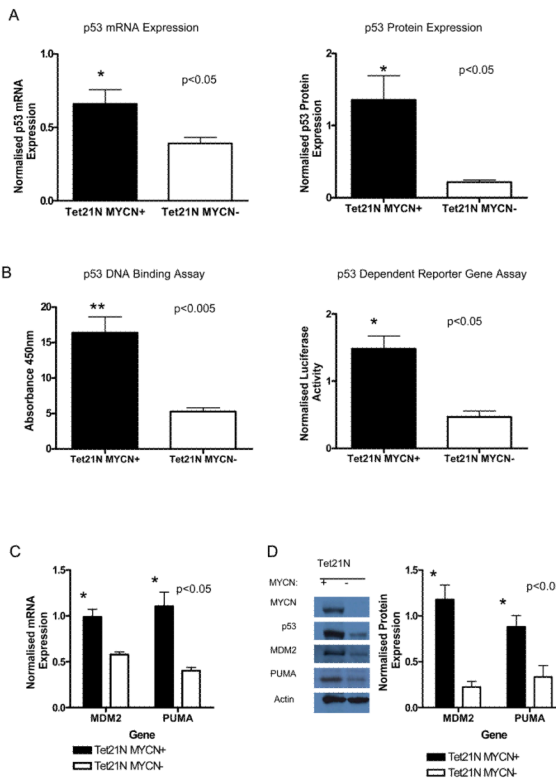 A
p53 mRNA Expression
Normalised p53 mRNA
Expression
1.0
0.5
0.0
*
p<0.05
Tet21N MYCN+ Tet21N MYCN-
p53 Protein Expression
Normalised p53 Protein
Expression
2
1
0
*
p<0.05
Tet21N MYCN+ Tet21N MYCN-
B
p53 DNA Binding Assay
Absorbance 450nm
20
15
10
5
0
**
p<0.005
Tet21N MYCN+ Tet21N MYCN-
p53 Dependent Reporter Gene Assay
Normalised Luciferase
Activity
2
1
0
*
p<0.05
Tet21N MYCN+ Tet21N MYCN-
C
Normalised mRNA
Expression
1.5
1.0
0.5
0.0
*
*
p<0.05
MDM2 PUMA
Gene
Tet21N MYCN+
Tet21N MYCN-
D
Tet21N
MYCN: + -
MYCN
p53
MDM2
PUMA
Actin
Normalised Protein
Expression
1.5
1.0
0.5
0.0
*
*
p<0.0
MDM2 PUMA
Gene
Tet21N MYCN+
Tet21N MYCN-